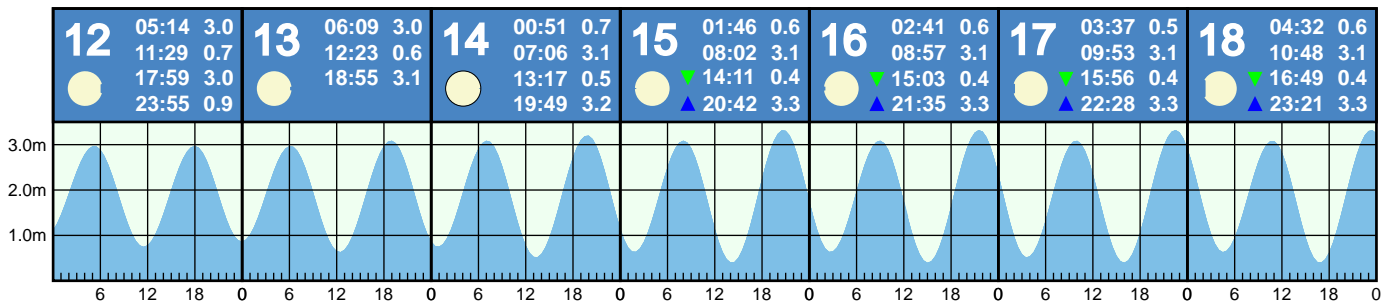 12 05:14 3.0
11:29 0.7
17:59 3.0
23:55 0.9
13 06:09 3.0
12:23 0.6
18:55 3.1
14 00:51 0.7
07:06 3.1
13:17 0.5
19:49 3.2
15 01:46 0.6
08:02 3.1
▼ 14:11 0.4
▲ 20:42 3.3
16 02:41 0.6
08:57 3.1
▼ 15:03 0.4
▲ 21:35 3.3
17 03:37 0.5
09:53 3.1
▼ 15:56 0.4
▲ 22:28 3.3
18 04:32 0.6
10:48 3.1
▼ 16:49 0.4
▲ 23:21 3.3
3.0m
2.0m
1.0m
6 12 18 0 6 12 18 0 6 12 18 0 6 12 18 0 6 12 18 0 6 12 18 0 6 12 18 0